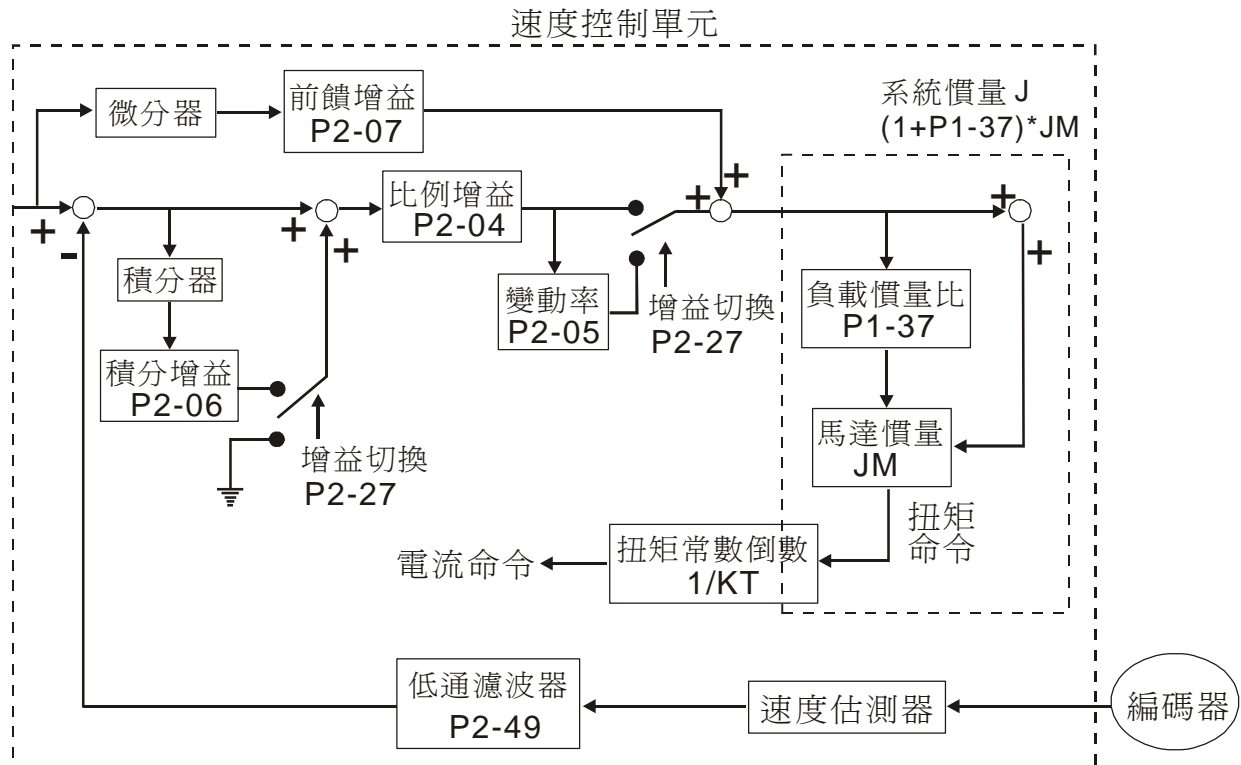 速度控制單元
微分器
前饋增益
P2-07
系統慣量 J
(1+P1-37)*JM
+
-
+
+
比例增益
P2-04
+
+
+
+
積分器
積分增益
P2-06
變動率
P2-05
增益切換
P2-27
負載慣量比
P1-37
增益切換
P2-27
馬達慣量
JM
扭矩
命令
電流命令
扭矩常數倒數
1/KT
低通濾波器
P2-49
速度估測器
編碼器